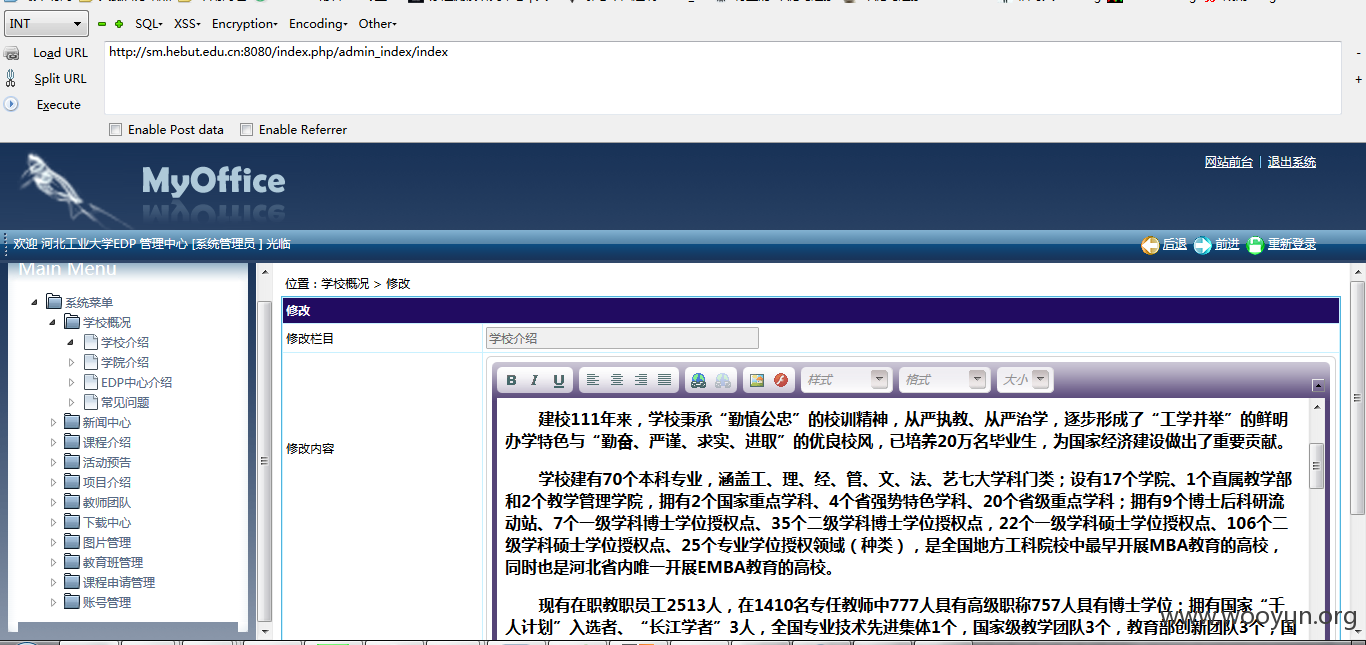 INT
SQL▾ XSS▾ Encryption▾ Encoding▾ Other▾
Load URL
http://sm.hebut.edu.cn:8080/index.php/admin_index/index
Split URL
Execute
Enable Post data
Enable Referrer
MyOffice
网站前台 | 退出系统
欢迎 河北工业大学EDP 管理中心 [系统管理员 ] 光临
后退 前进 重新登录
Main Menu
系统菜单
学校概况
学校介绍
学院介绍
EDP中心介绍
常见问题
新闻中心
课程介绍
活动预告
项目介绍
教师团队
下载中心
图片管理
教育班管理
课程申请管理
账号管理
位置：学校概况 > 修改
修改
修改栏目
学校介绍
修改内容
B I U
样式
格式
大小
建校111年来，学校秉承“勤慎公忠”的校训精神，从严执教、从严治学，逐步形成了“工学并举”的鲜明
办学特色与“勤奋、严谨、求实、进取”的优良校风，已培养20万名毕业生，为国家经济建设做出了重要贡献。
学校建有70个本科专业，涵盖工、理、经、管、文、法、艺七大学科门类；设有17个学院、1个直属教学部
和2个教学管理学院，拥有2个国家重点学科、4个省强势特色学科、20个省级重点学科；拥有9个博士后科研流
动站、7个一级学科博士学位授权点、35个二级学科博士学位授权点，22个一级学科硕士学位授权点、106个二
级学科硕士学位授权点、25个专业学位授权领域（种类），是全国地方工科院校中最早开展MBA教育的高校，
同时也是河北省内唯一开展EMBA教育的高校。
现有在职教职员工2513人，在1410名专任教师中777人具有高级职称757人具有博士学位；拥有国家“千
人计划”入选者、“长江学者”3人，全国专业技术先进集体1个，国家级教学团队3个，教育部创新团队3个，国
www.wooyun.org